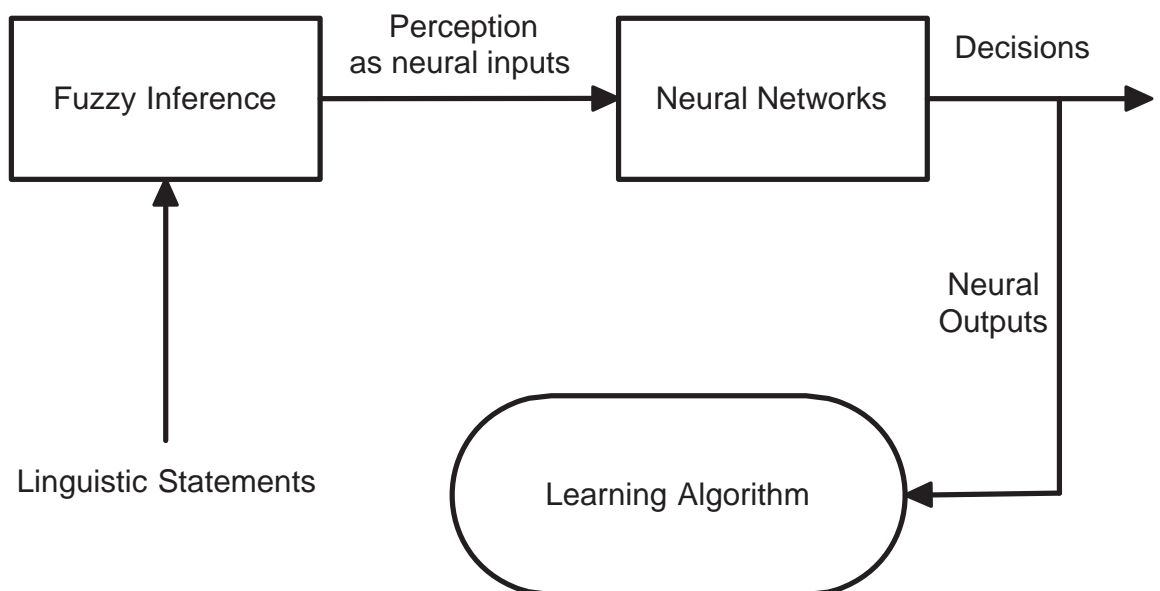 Perception
as neural inputs
Decisions
Fuzzy Inference
Neural Networks
Neural
Outputs
Linguistic Statements
Learning Algorithm